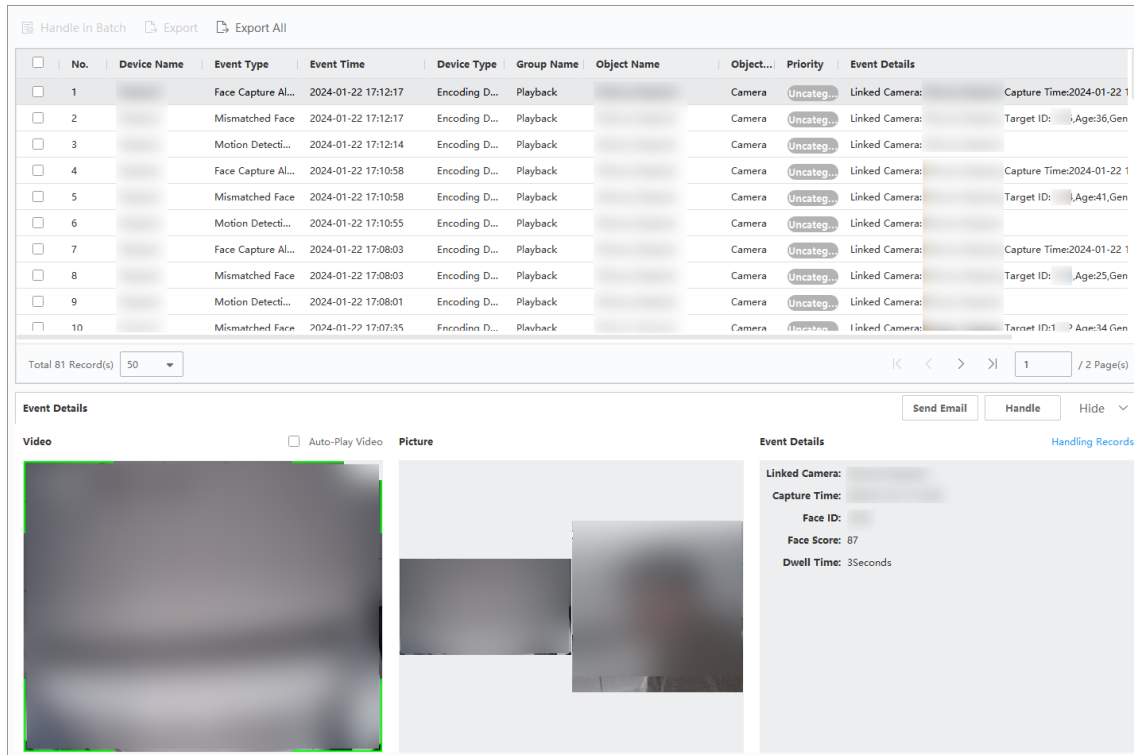 Handle in Batch Export Export All
No. Device Name Event Type Event Time Device Type Group Name Object Name Object... Priority Event Details
1 Face Capture Al... 2024-01-22 17:12:17 Encoding D... Playback Camera Uncateg... Linked Camera: Capture Time:2024-01-22 1
2 Mismatched Face 2024-01-22 17:12:17 Encoding D... Playback Camera Uncateg... Linked Camera: Target ID: ,Age:36,Gen
3 Motion Detecti... 2024-01-22 17:12:14 Encoding D... Playback Camera Uncateg... Linked Camera:
4 Face Capture Al... 2024-01-22 17:10:58 Encoding D... Playback Camera Uncateg... Linked Camera: Capture Time:2024-01-22 1
5 Mismatched Face 2024-01-22 17:10:58 Encoding D... Playback Camera Uncateg... Linked Camera: Target ID: ,Age:41,Gen
6 Motion Detecti... 2024-01-22 17:10:55 Encoding D... Playback Camera Uncateg... Linked Camera:
7 Face Capture Al... 2024-01-22 17:08:03 Encoding D... Playback Camera Uncateg... Linked Camera: Capture Time:2024-01-22 1
8 Mismatched Face 2024-01-22 17:08:03 Encoding D... Playback Camera Uncateg... Linked Camera: Target ID: ,Age:25,Gen
9 Motion Detecti... 2024-01-22 17:08:01 Encoding D... Playback Camera Uncateg... Linked Camera:
10 Mismatched Face 2024-01-22 17:07:35 Encoding D... Playback Camera Uncateg... Linked Camera: Target ID:1 2 Age:34 Gen
Total 81 Record(s) 50 1 / 2 Page(s)
Event Details Send Email Handle Hide
Video Auto-Play Video Picture Event Details Handling Records
Linked Camera:
Capture Time:
Face ID:
Face Score: 87
Dwell Time: 3Seconds